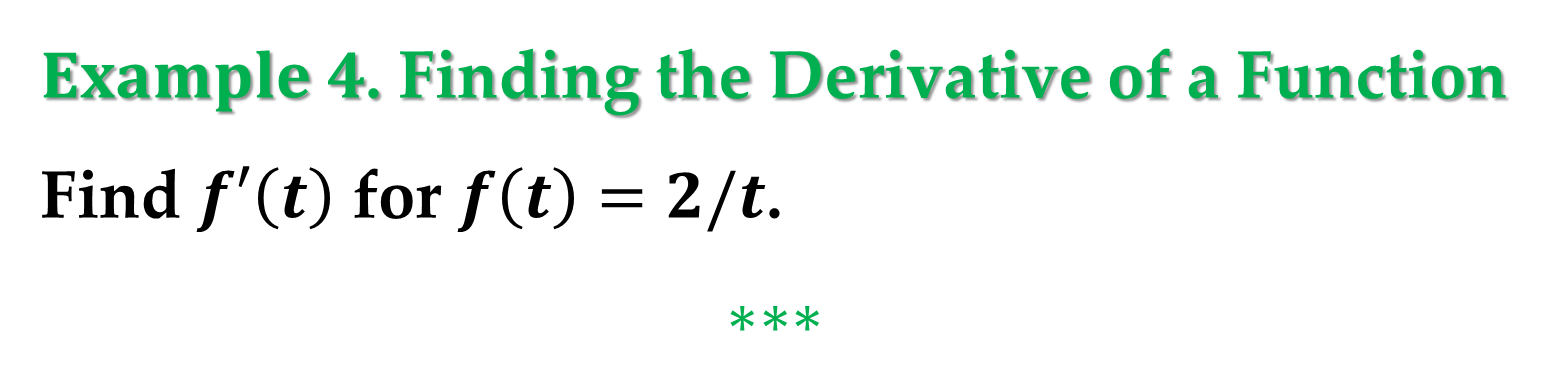 Example 4. Finding the Derivative of a Function
Find f′(t) for f(t) = 2/t.
***